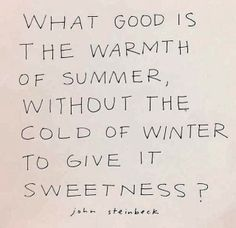 WHAT GOOD IS
THE WARMTH
OF SUMMER,
WITHOUT THE
COLD OF WINTER
TO GIVE IT
SWEETNESS?
john steinbeck